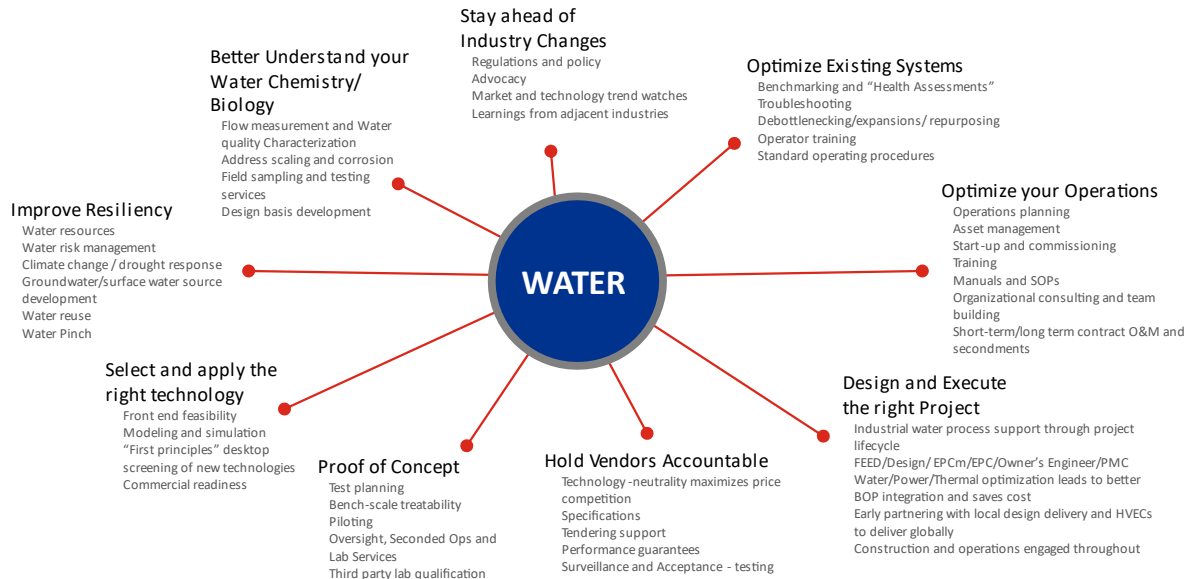 Stay ahead of
Industry Changes
Regulations and policy
Advocacy
Market and technology trend watches
Learnings from adjacent industries
Better Understand your
Water Chemistry/
Biology
Flow measurement and Water
quality Characterization
Address scaling and corrosion
Field sampling and testing
services
Design basis development
Optimize Existing Systems
Benchmarking and “Health Assessments”
Troubleshooting
Debottlenecking/expansions/ repurposing
Operator training
Standard operating procedures
Improve Resiliency
Water resources
Water risk management
Climate change / drought response
Groundwater/surface water source
development
Water reuse
Water Pinch
WATER
Optimize your Operations
Operations planning
Asset management
Start-up and commissioning
Training
Manuals and SOPs
Organizational consulting and team
building
Short-term/long term contract O&M and
secondments
Select and apply the
right technology
Front end feasibility
Modeling and simulation
“First principles” desktop
screening of new technologies
Commercial readiness
Proof of Concept
Test planning
Bench-scale treatability
Piloting
Oversight, Seconded Ops and
Lab Services
Third party lab qualification
Hold Vendors Accountable
Technology -neutrality maximizes price
competition
Specifications
Tendering support
Performance guarantees
Surveillance and Acceptance - testing
Design and Execute
the right Project
Industrial water process support through project
lifecycle
FEED/Design/ EPCm/EPC/Owner’s Engineer/PMC
Water/Power/Thermal optimization leads to better
BOP integration and saves cost
Early partnering with local design delivery and HVECs
to deliver globally
Construction and operations engaged throughout